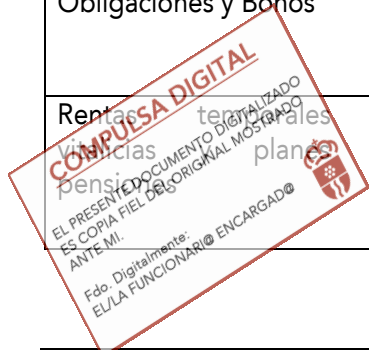 Obligaciones y Bonos
Rentas temporales
vitalicias y planes
pensiones
COMPULSA DIGITAL
EL PRESENTE DOCUMENTO DIGITALIZADO
ES COPIA FIEL DEL ORIGINAL MOSTRADO
ANTE MI.
Fdo. Digitalmente:
EL/LA FUNCIONARI@ ENCARGAD@